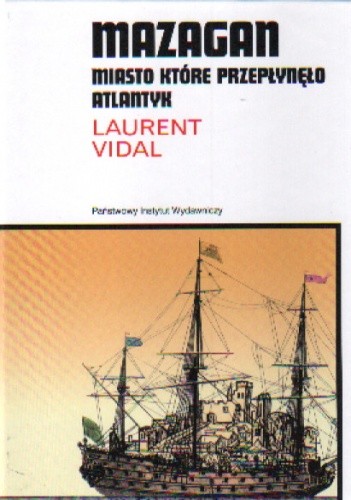 MAZAGAN
MIASTO KTÓRE PRZEPŁYNĘŁO
ATLANTYK
LAURENT
VIDAL
Państwowy Instytut Wydawniczy